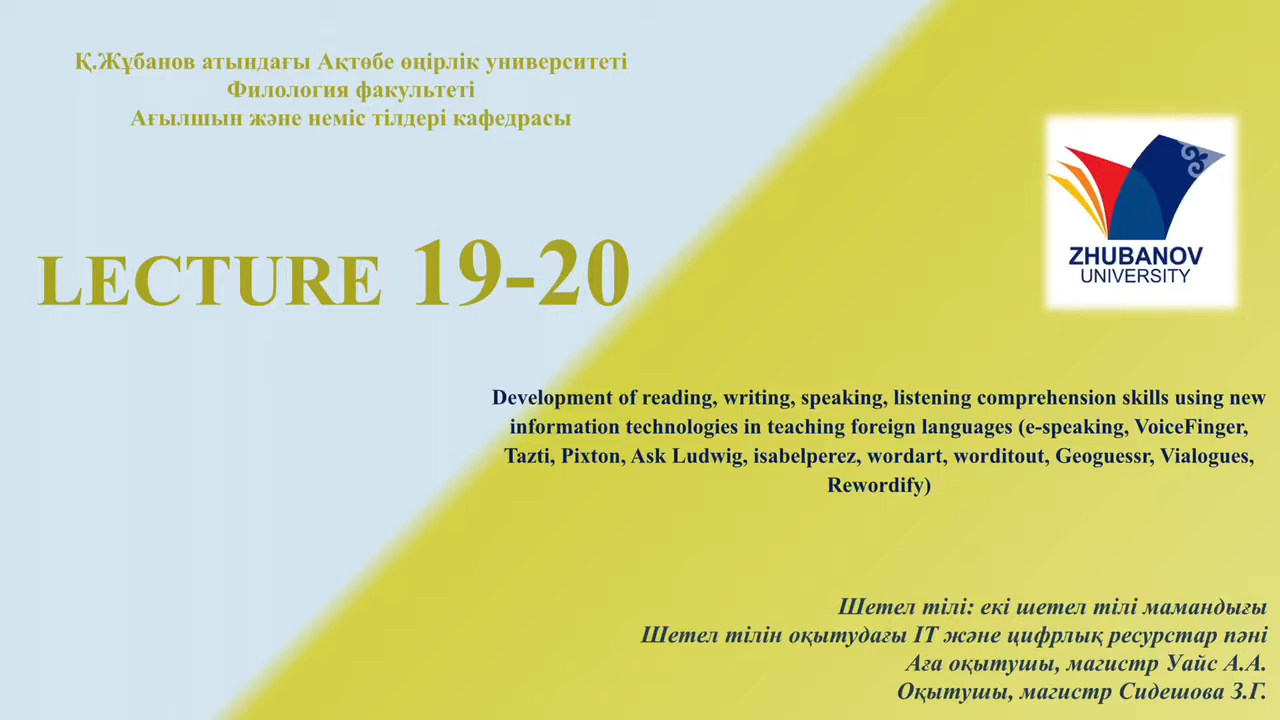 Қ.Жұбанов атындағы Ақтөбе өңірлік университеті
Филология факультеті
Ағылшын және неміс тілдері кафедрасы
LECTURE 19-20
ZHUBANOV
UNIVERSITY
Development of reading, writing, speaking, listening comprehension skills using new
information technologies in teaching foreign languages (e-speaking, VoiceFinger,
Tazti, Pixton, Ask Ludwig, isabelperez, wordart, worditout, Geoguessr, Vialogues,
Rewordify)
Шетел тілі: екі шетел тілі мамандығы
Шетел тілін оқытудағы IT және цифрлық ресурстар пәні
Аға оқытушы, магистр Уайс А.А.
Оқытушы, магистр Сидешова З.Г.